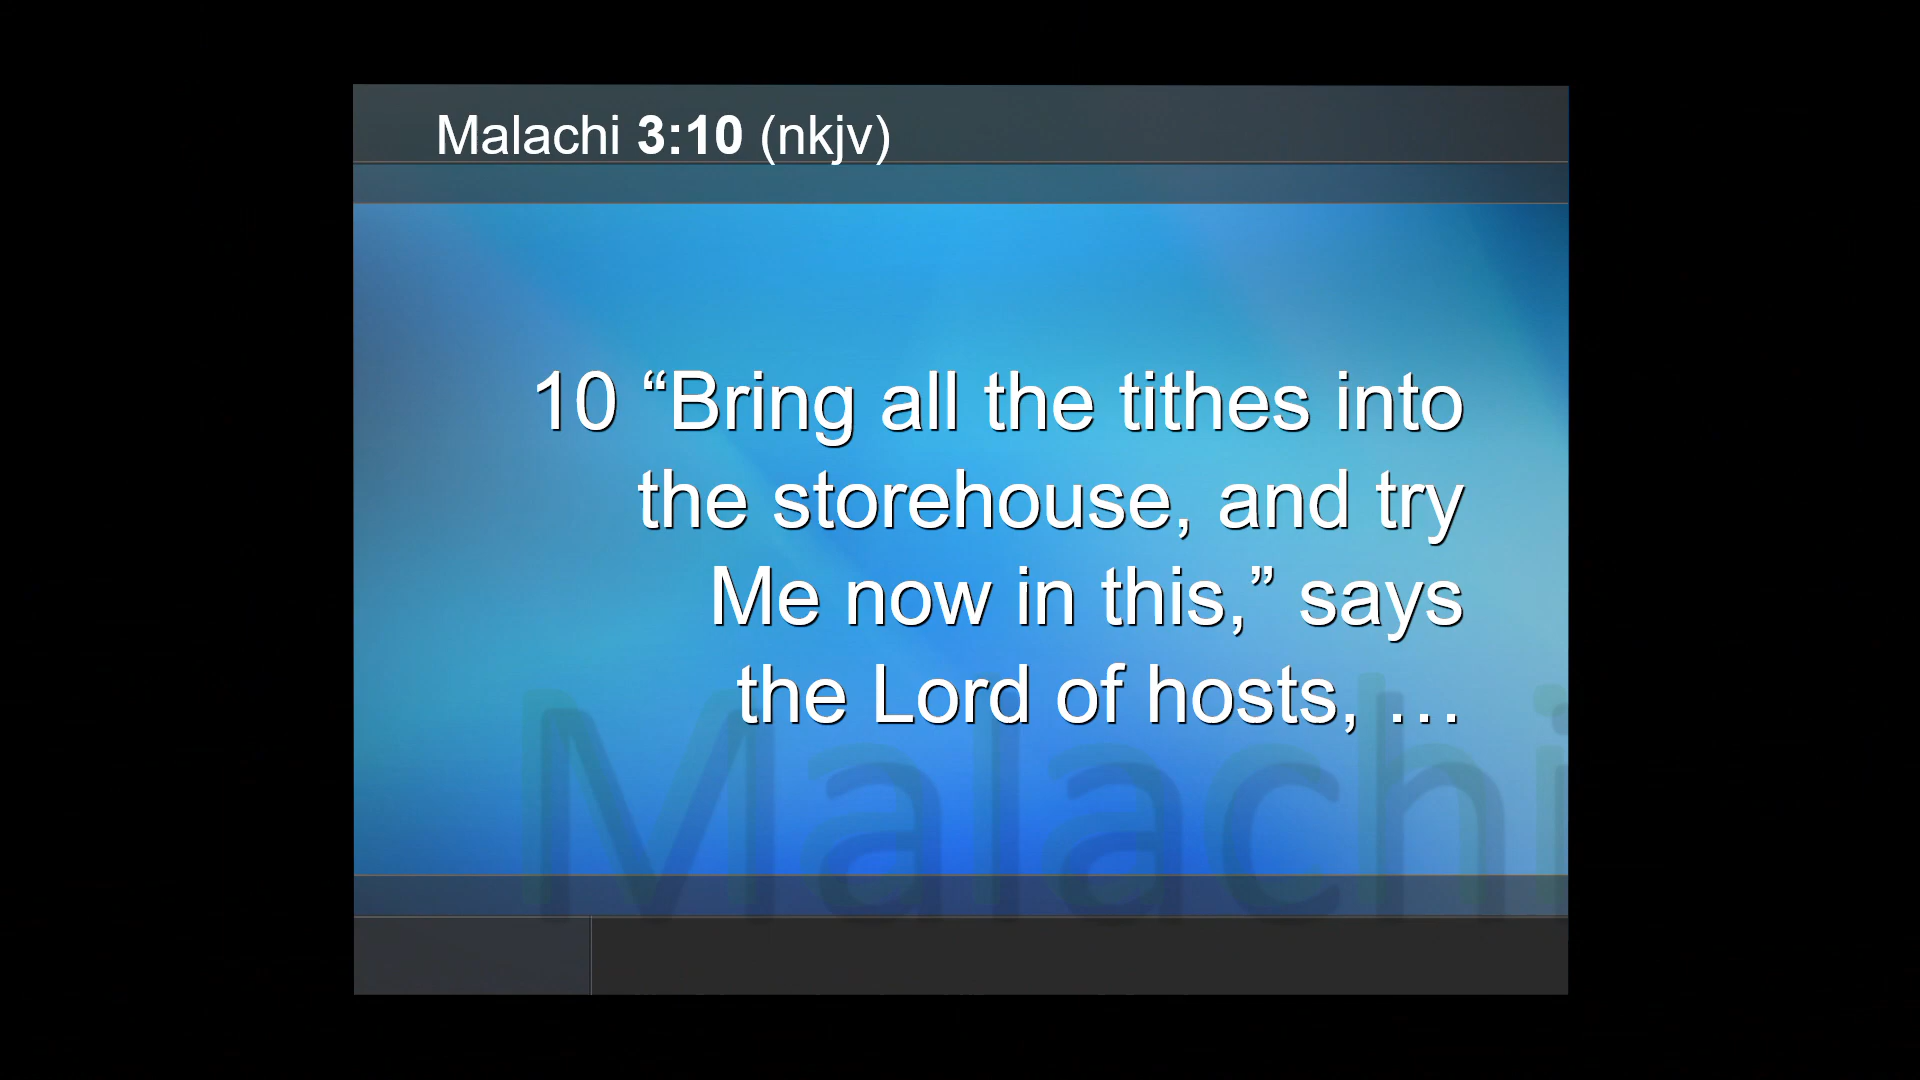 Malachi 3:10 (nkjv)
10 “Bring all the tithes into
the storehouse, and try
Me now in this,” says
the Lord of hosts, …
Malachi